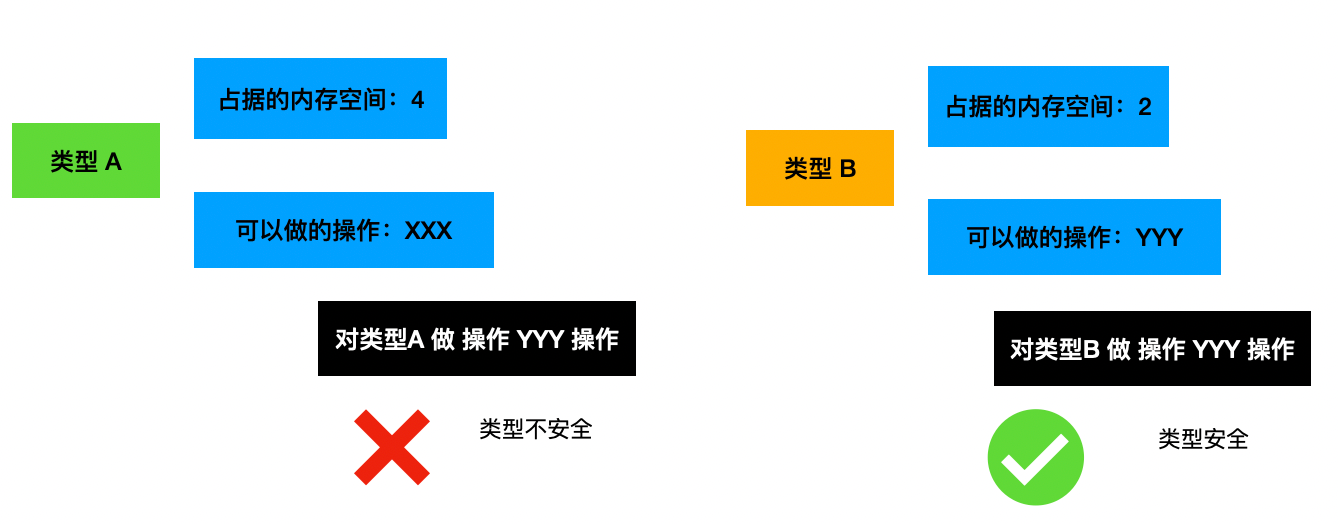 占据的内存空间：4
类型 A
可以做的操作：XXX
对类型A 做 操作 YYY 操作
类型不安全
占据的内存空间：2
类型 B
可以做的操作：YYY
对类型B 做 操作 YYY 操作
类型安全